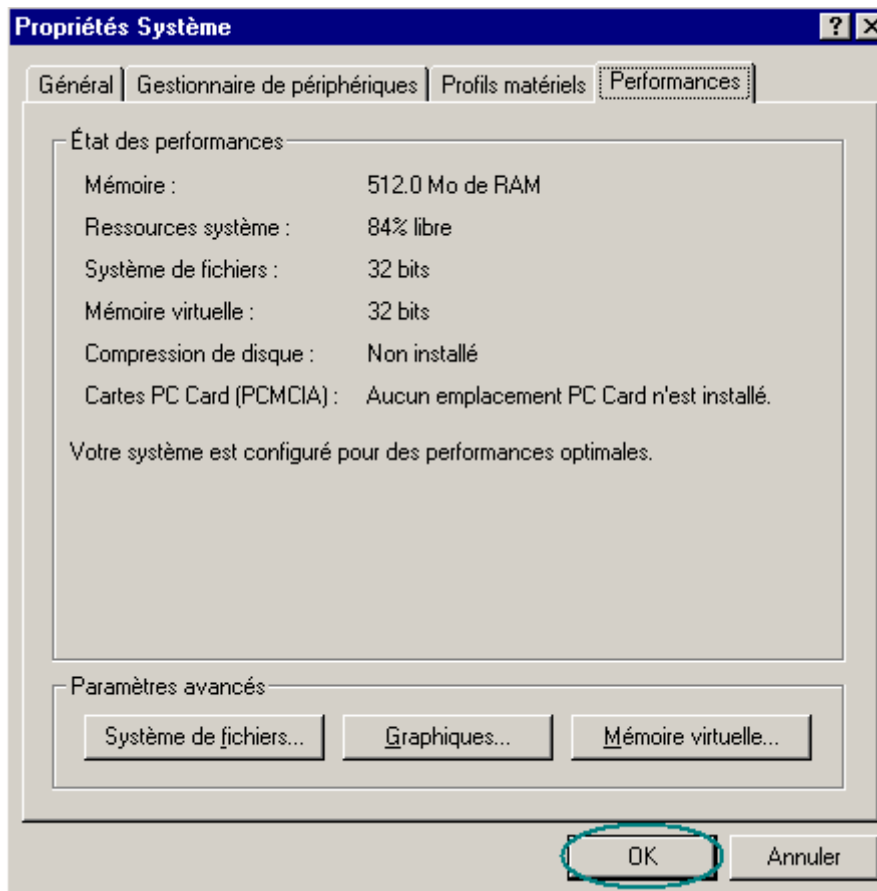 Propriétés Système
Général Gestionnaire de périphériques Profils matériels Performances
État des performances
Mémoire : 512.0 Mo de RAM
Ressources système : 84% libre
Système de fichiers : 32 bits
Mémoire virtuelle : 32 bits
Compression de disque : Non installé
Cartes PC Card (PCMCIA) : Aucun emplacement PC Card n'est installé.
Votre système est configuré pour des performances optimales.
Paramètres avancés
Système de fichiers... Graphiques... Mémoire virtuelle...
OK Annuler